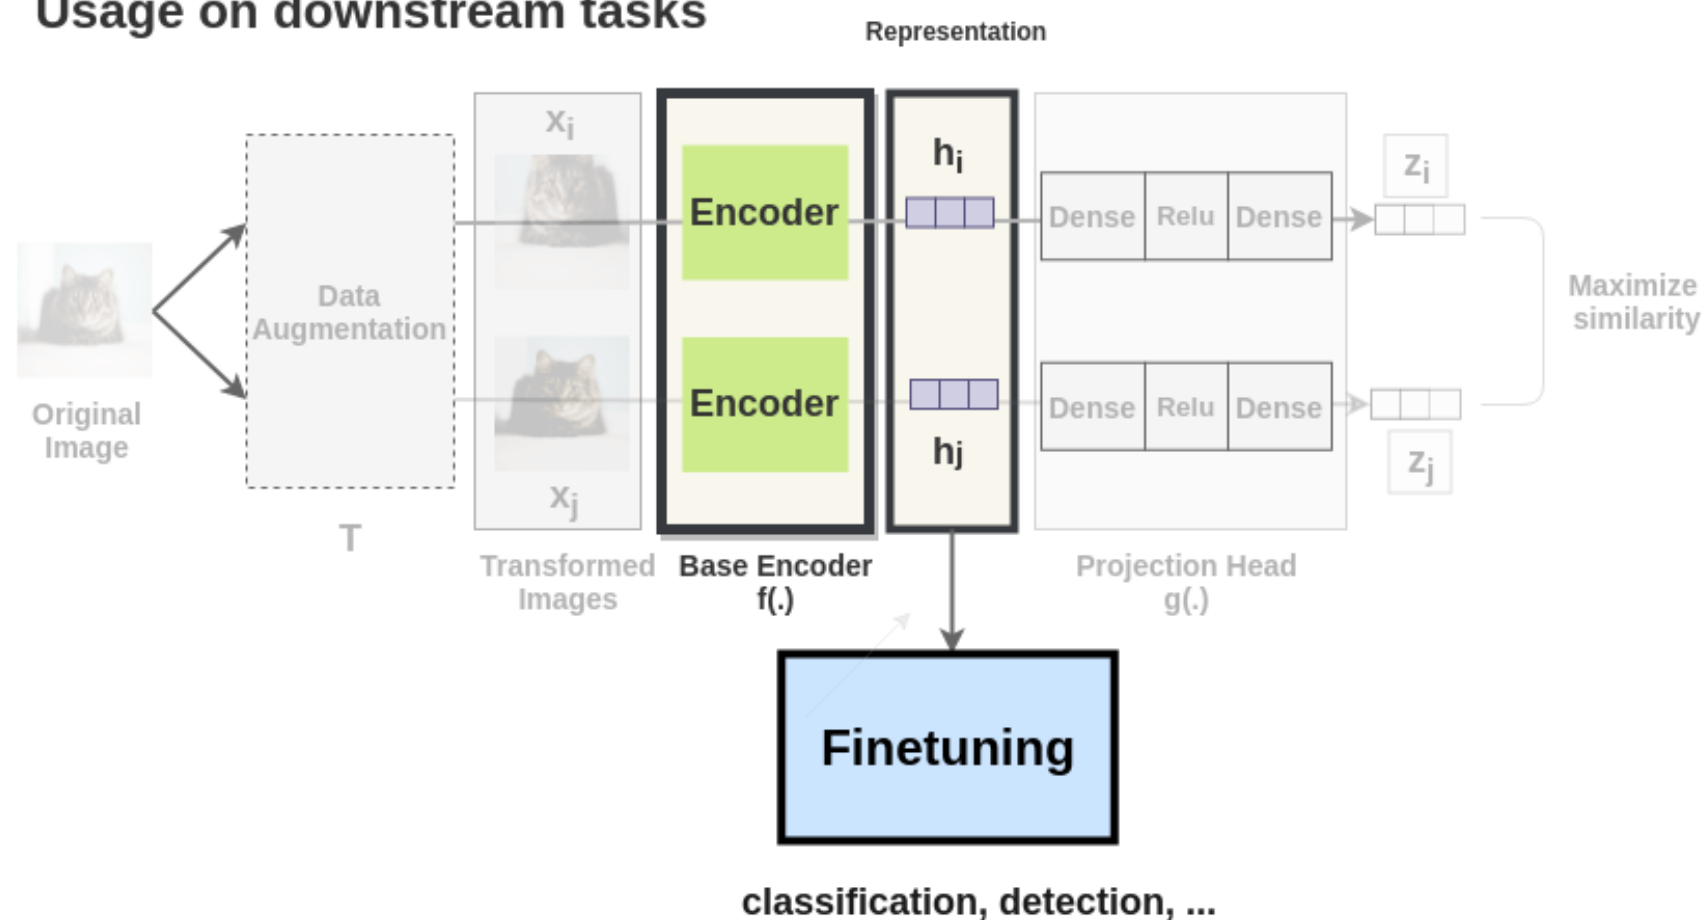 Usage on downstream tasks
Representation
xi
hi
zi
Encoder
Dense Relu Dense
Data
Augmentation
Maximize
similarity
Original
Image
Encoder
Dense Relu Dense
hj
zj
xj
T
Transformed
Images
Base Encoder
f(.)
Projection Head
g(.)
Finetuning
classification, detection, ...